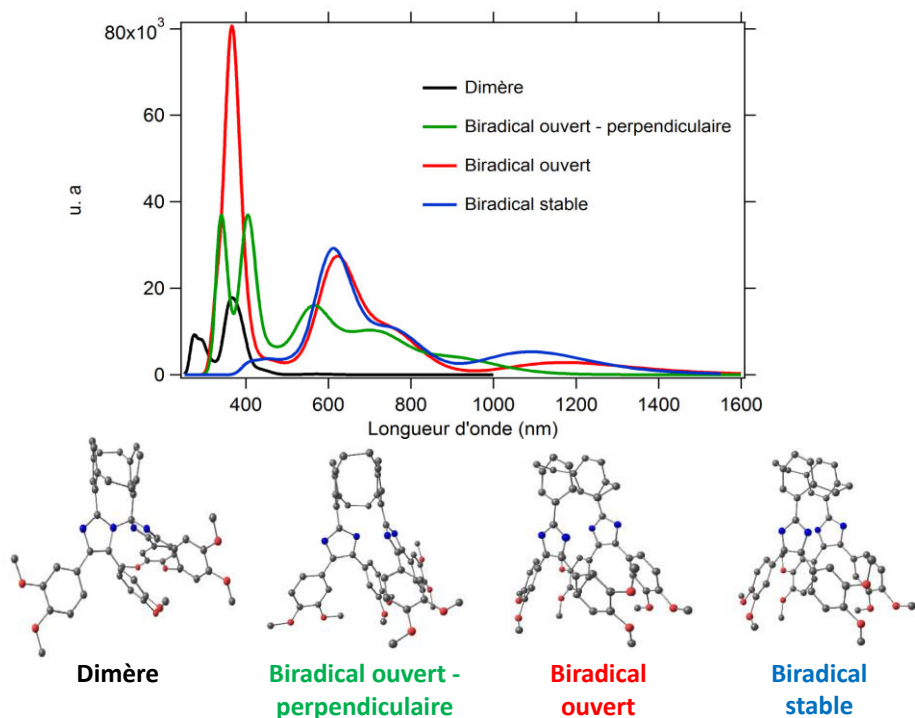 80x10³
60
40
20
0
u. a
Dimère
Biradical ouvert - perpendiculaire
Biradical ouvert
Biradical stable
400 600 800 1000 1200 1400 1600
Longueur d'onde (nm)
Dimère
Biradical ouvert -
perpendiculaire
Biradical
ouvert
Biradical
stable